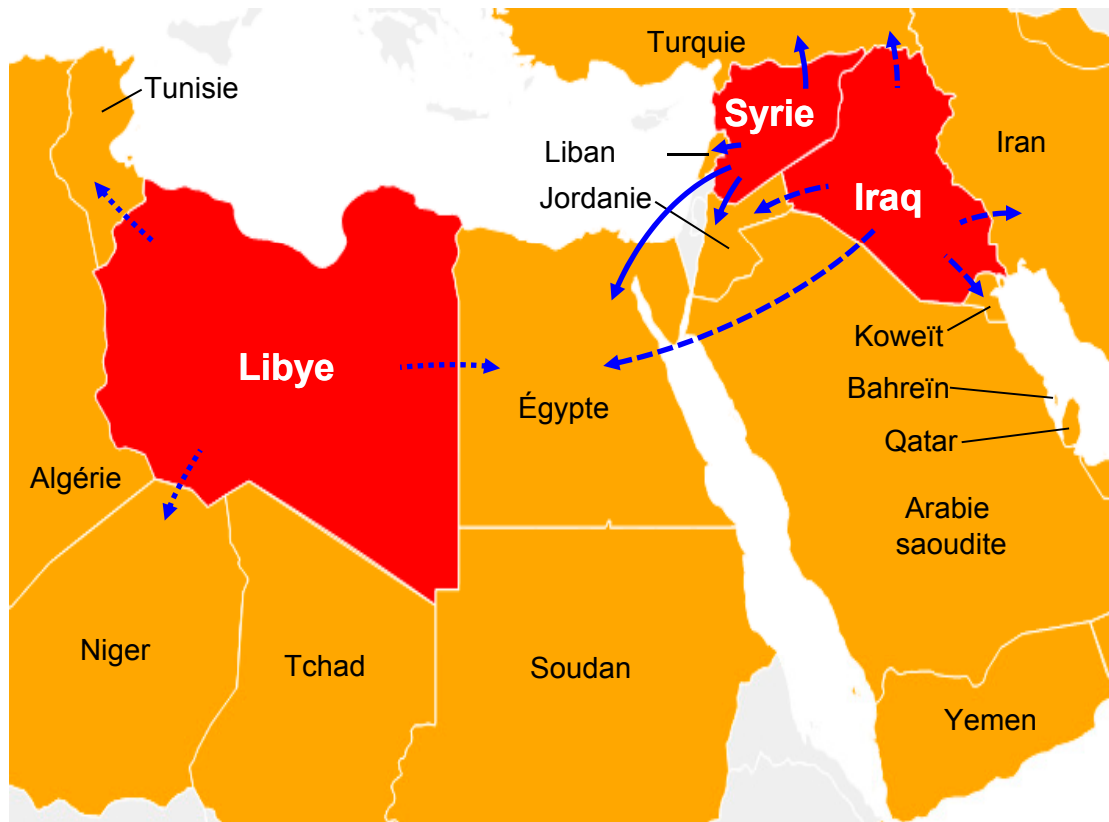 Turquie
Tunisie
Syrie
Iran
Liban
Jordanie
Iraq
Koweït
Libye
Bahreïn
Égypte
Qatar
Algérie
Arabie
saoudite
Niger
Tchad
Soudan
Yemen